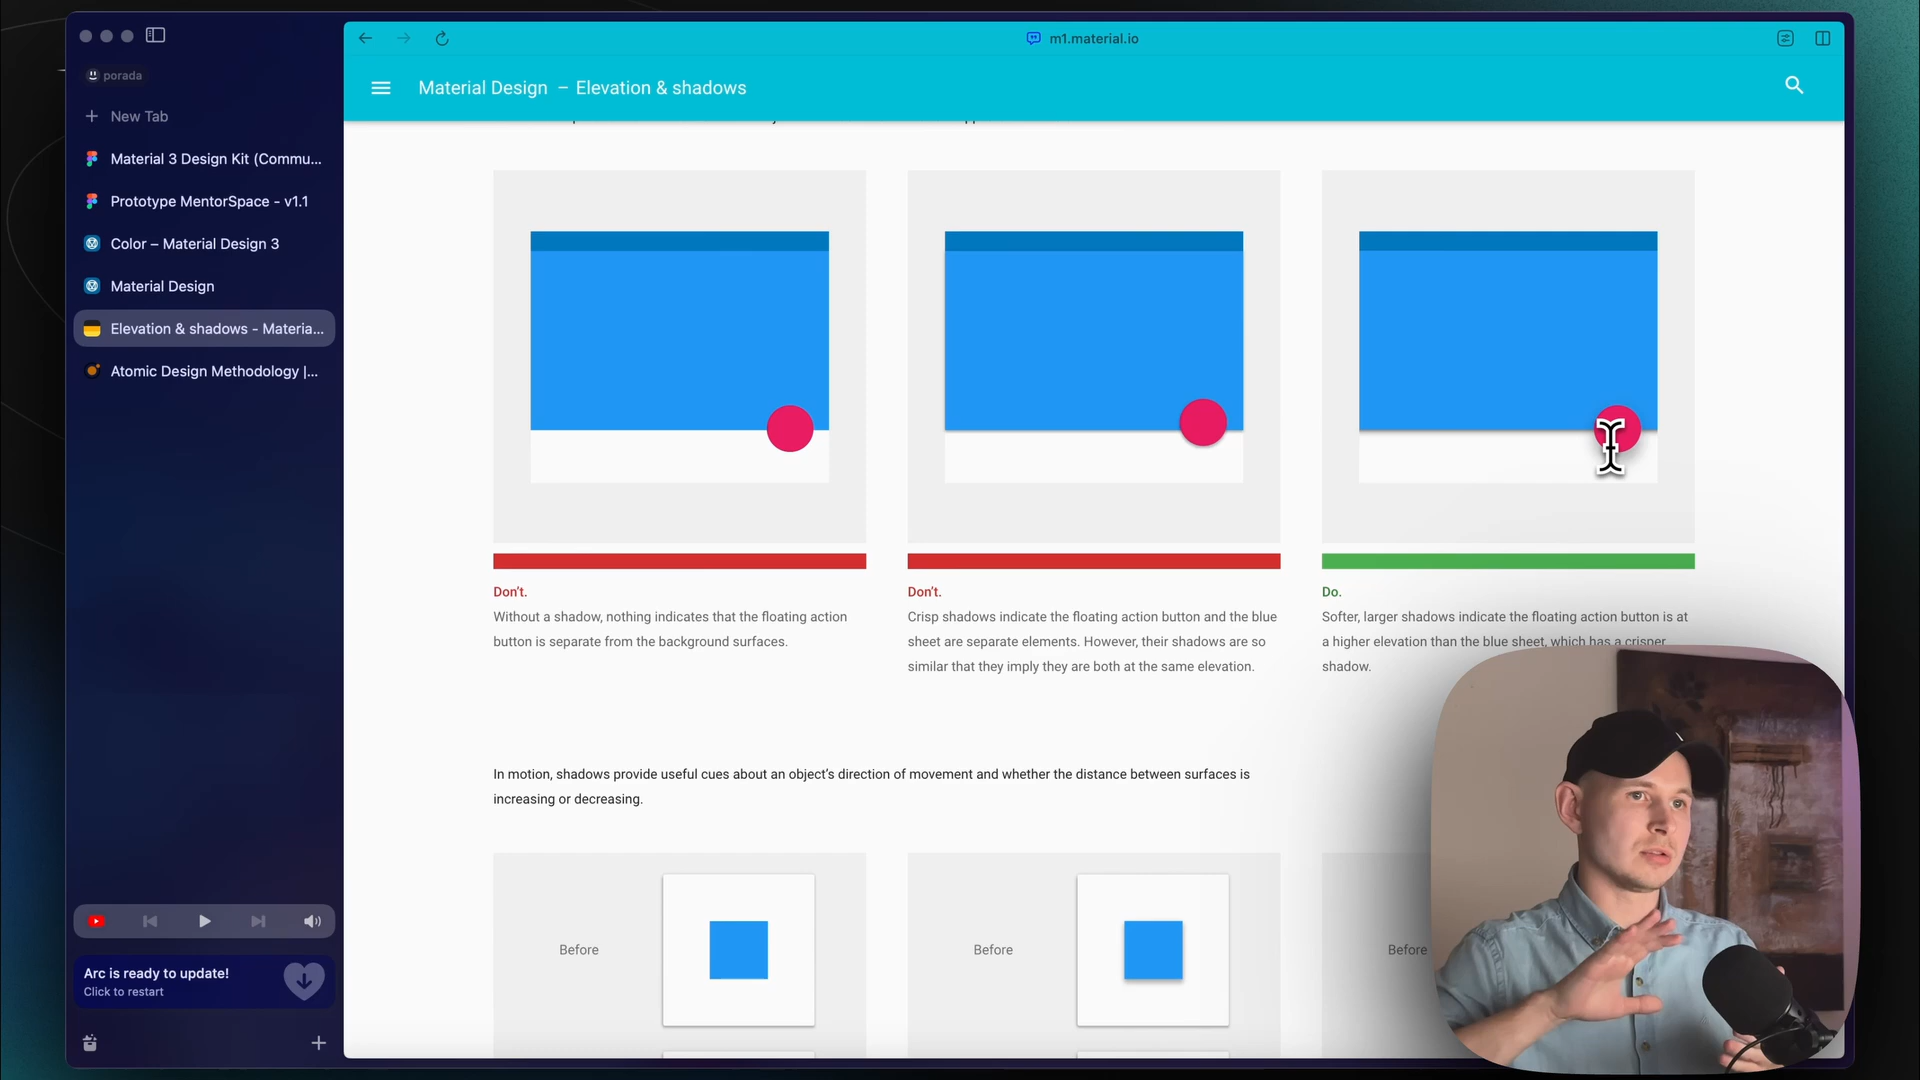 porada
New Tab
Material 3 Design Kit (Commu...
Prototype MentorSpace - v1.1
Color – Material Design 3
Material Design
Elevation & shadows - Materia...
Atomic Design Methodology |...
Arc is ready to update!
Click to restart
m1.material.io
Material Design – Elevation & shadows
Don't.
Without a shadow, nothing indicates that the floating action
button is separate from the background surfaces.
Don't.
Crisp shadows indicate the floating action button and the blue
sheet are separate elements. However, their shadows are so
similar that they imply they are both at the same elevation.
Do.
Softer, larger shadows indicate the floating action button is at
a higher elevation than the blue sheet, which has a crisper
shadow.
In motion, shadows provide useful cues about an object’s direction of movement and whether the distance between surfaces is
increasing or decreasing.
Before
Before
Before